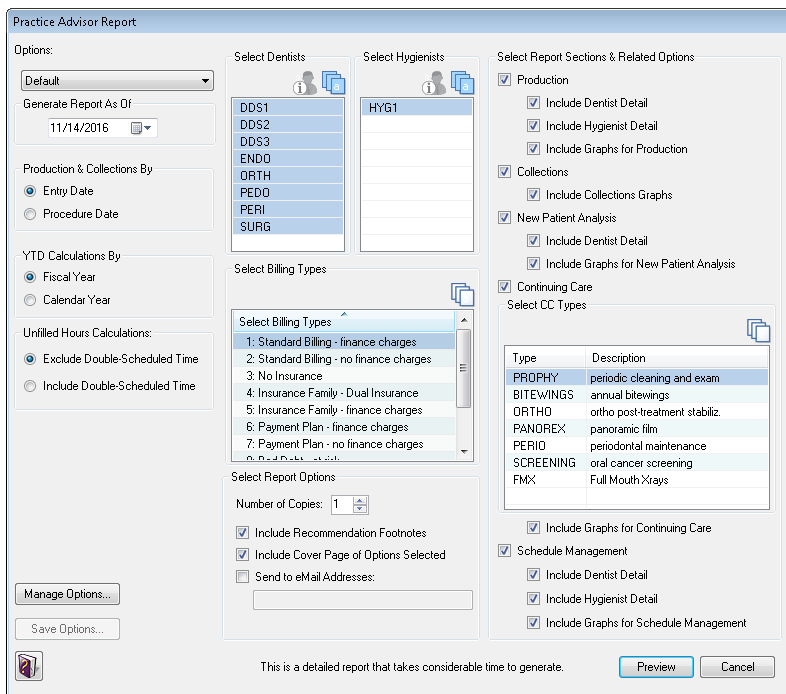 Practice Advisor Report
Options:
Default
Generate Report As Of
11/14/2016
Production & Collections By
Entry Date
Procedure Date
YTD Calculations By
Fiscal Year
Calendar Year
Unfilled Hours Calculations:
Exclude Double-Scheduled Time
Include Double-Scheduled Time
Manage Options...
Save Options...
Select Dentists
DDS1
DDS2
DDS3
ENDO
ORTH
PEDO
PERI
SURG
Select Hygienists
HYG1
Select Billing Types
Select Billing Types
1: Standard Billing - finance charges
2: Standard Billing - no finance charges
3: No Insurance
4: Insurance Family - Dual Insurance
5: Insurance Family - finance charges
6: Payment Plan - finance charges
7: Payment Plan - no finance charges
Select Report Options
Number of Copies: 1
Include Recommendation Footnotes
Include Cover Page of Options Selected
Send to eMail Addresses:
Select Report Sections & Related Options
Production
Include Dentist Detail
Include Hygienist Detail
Include Graphs for Production
Collections
Include Collections Graphs
New Patient Analysis
Include Dentist Detail
Include Graphs for New Patient Analysis
Continuing Care
Select CC Types
Type Description
PROPHY periodic cleaning and exam
BITEWINGS annual bitewings
ORTHO ortho post-treatment stabiliz.
PANOREX panoramic film
PERIO periodontal maintenance
SCREENING oral cancer screening
FMX Full Mouth Xrays
Include Graphs for Continuing Care
Schedule Management
Include Dentist Detail
Include Hygienist Detail
Include Graphs for Schedule Management
This is a detailed report that takes considerable time to generate.
Preview
Cancel